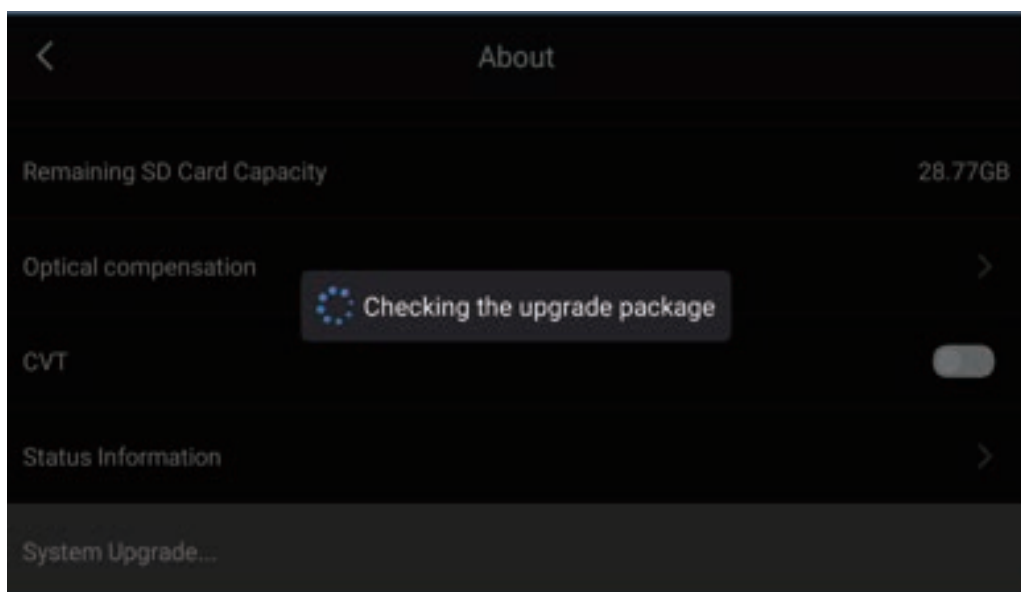 About
Remaining SD Card Capacity 28.77GB
Optical compensation
Checking the upgrade package
CVT
Status Information
System Upgrade...